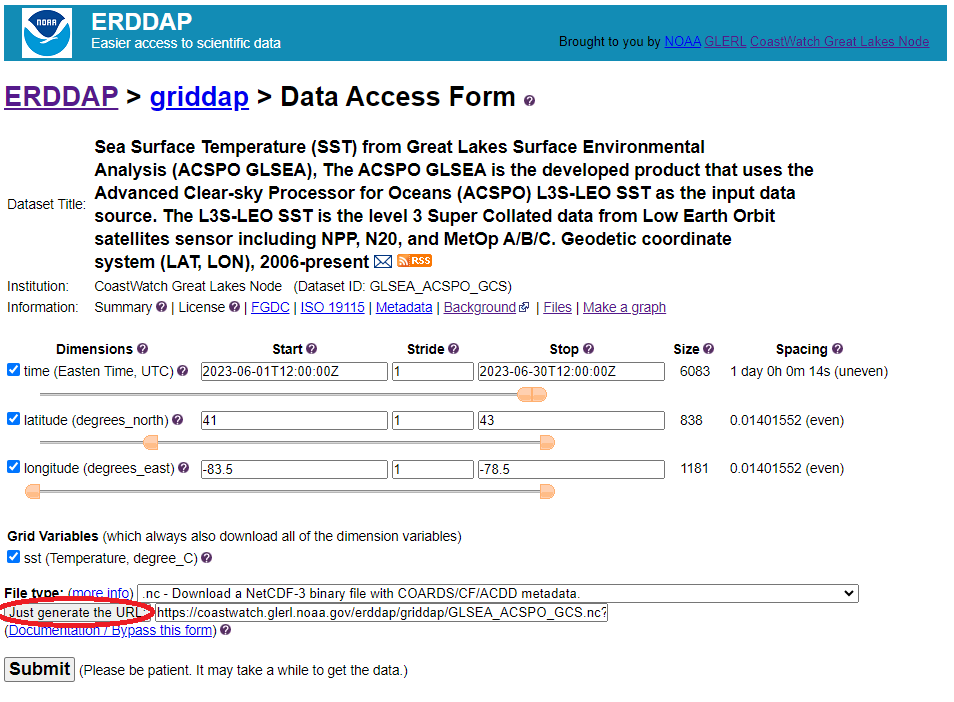 NOAA
ERDDAP
Easier access to scientific data
Brought to you by NOAA GLERL CoastWatch Great Lakes Node
ERDDAP > griddap > Data Access Form ?
Dataset Title:
Sea Surface Temperature (SST) from Great Lakes Surface Environmental
Analysis (ACSPO GLSEA), The ACSPO GLSEA is the developed product that uses the
Advanced Clear-sky Processor for Oceans (ACSPO) L3S-LEO SST as the input data
source. The L3S-LEO SST is the level 3 Super Collated data from Low Earth Orbit
satellites sensor including NPP, N20, and MetOp A/B/C. Geodetic coordinate
system (LAT, LON), 2006-present RSS
Institution: CoastWatch Great Lakes Node (Dataset ID: GLSEA_ACSPO_GCS)
Information: Summary ? | License ? | FGDC | ISO 19115 | Metadata | Background | Files | Make a graph
Dimensions ? Start ? Stride ? Stop ? Size ? Spacing ?
time (Easten Time, UTC) ? 2023-06-01T12:00:00Z 1 2023-06-30T12:00:00Z 6083 1 day 0h 0m 14s (uneven)
latitude (degrees_north) ? 41 1 43 838 0.01401552 (even)
longitude (degrees_east) ? -83.5 1 -78.5 1181 0.01401552 (even)
Grid Variables (which always also download all of the dimension variables)
sst (Temperature, degree_C) ?
File type: (more info) .nc - Download a NetCDF-3 binary file with COARDS/CF/ACDD metadata.
Just generate the URL: https://coastwatch.glerl.noaa.gov/erddap/griddap/GLSEA_ACSPO_GCS.nc?
(Documentation / Bypass this form) ?
Submit (Please be patient. It may take a while to get the data.)